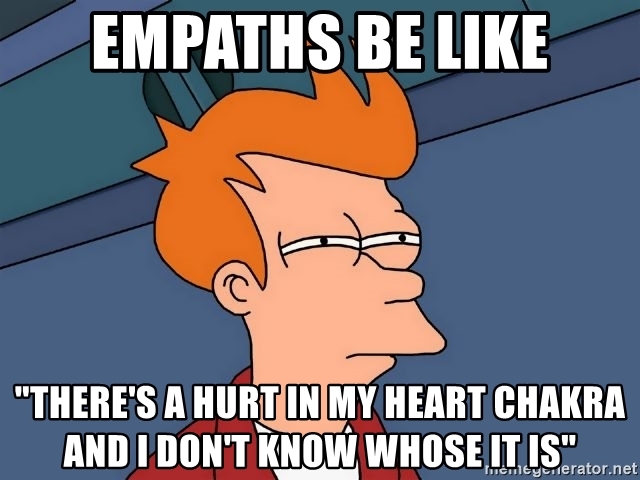 EMPATHS BE LIKE
"THERE'S A HURT IN MY HEART CHAKRA
AND I DON'T KNOW WHOSE IT IS"
memegenerator.net